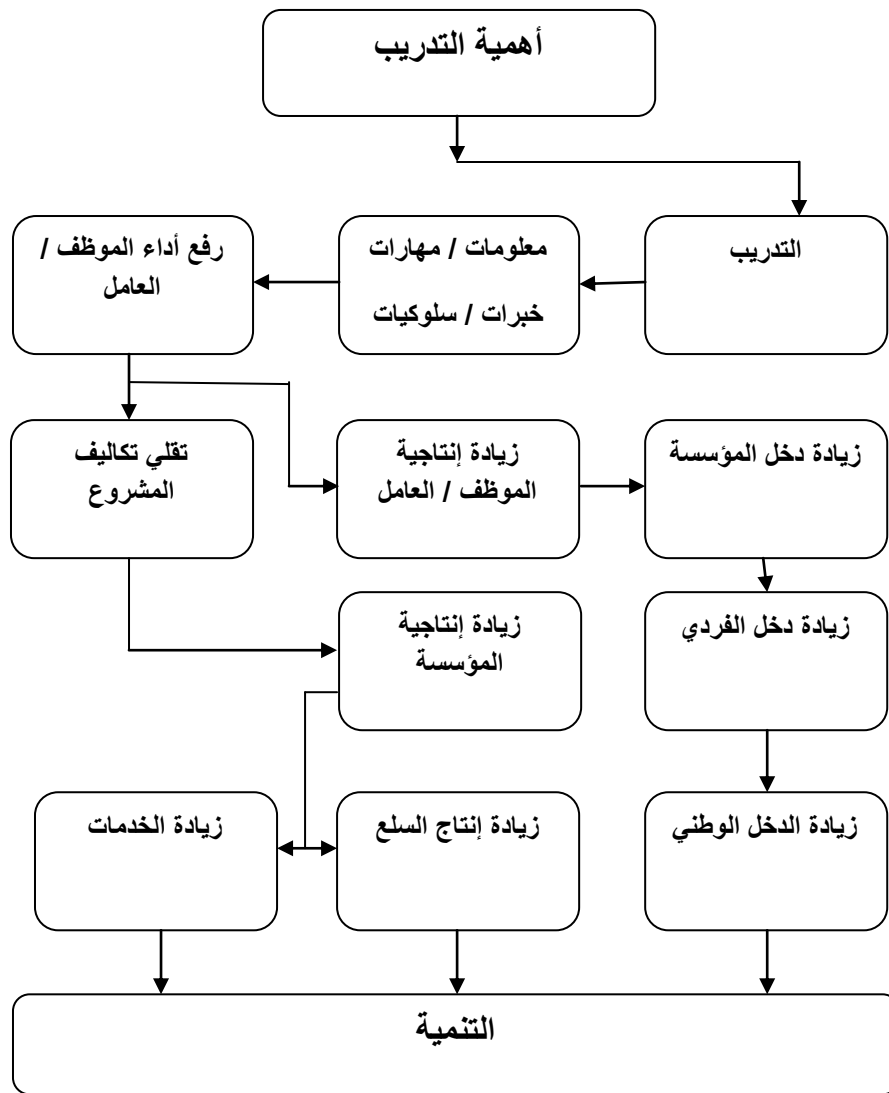 أهمية التدريب
التدريب
معلومات / مهارات
خبرات / سلوكيات
رفع أداء الموظف /
العامل
زيادة دخل المؤسسة
زيادة إنتاجية
الموظف / العامل
تقلي تكاليف
المشروع
زيادة دخل الفردي
زيادة إنتاجية
المؤسسة
زيادة الدخل الوطني
زيادة إنتاج السلع
زيادة الخدمات
التنمية